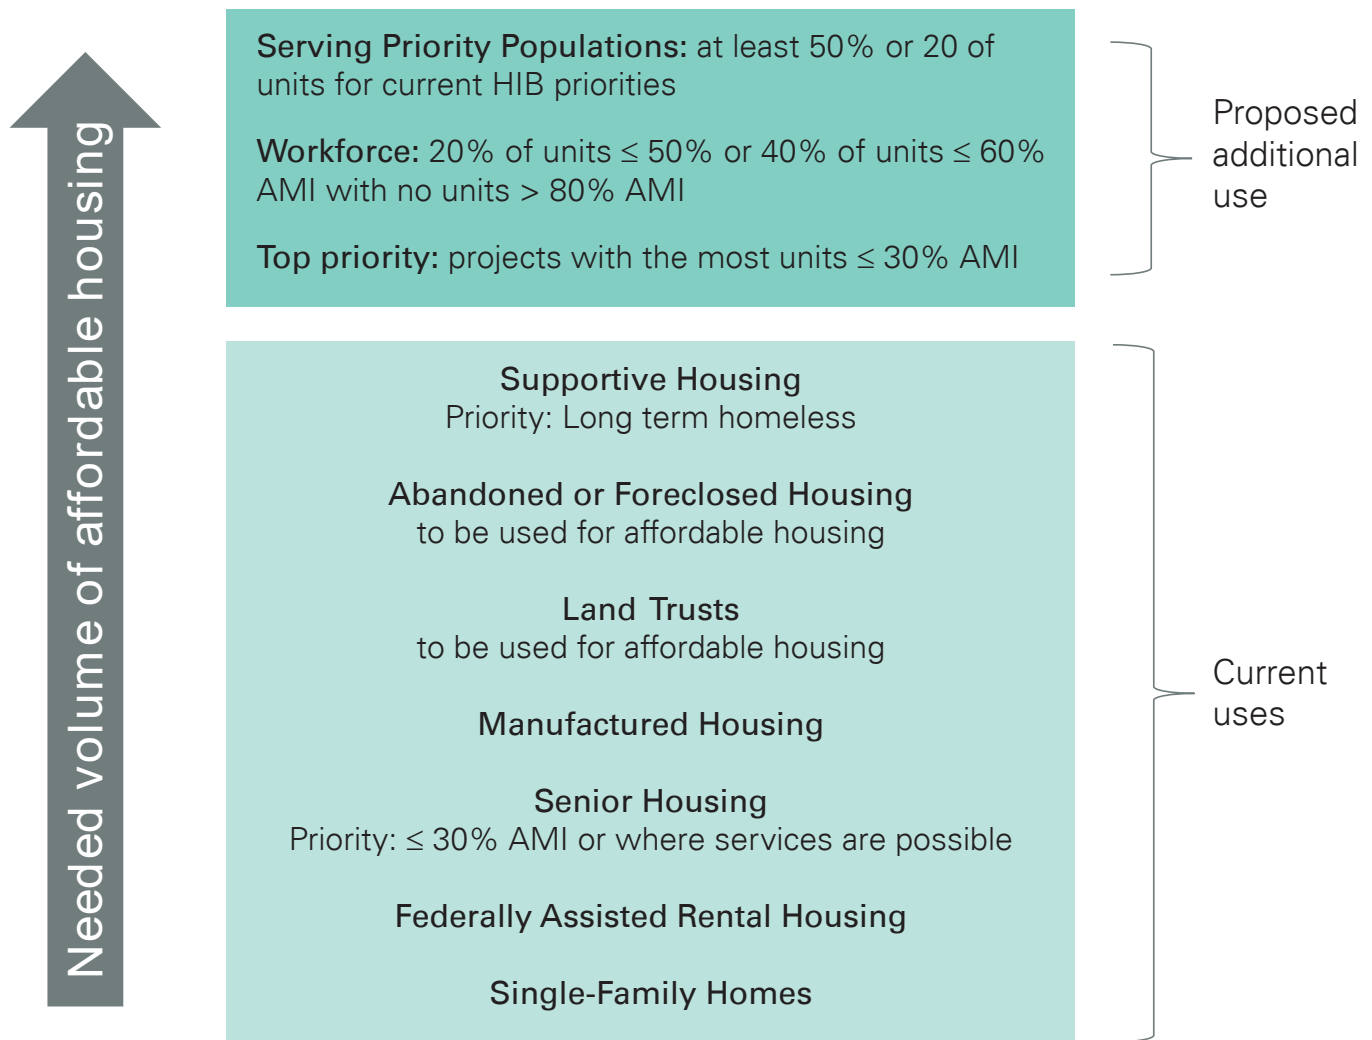 Needed volume of affordable housing
Serving Priority Populations: at least 50% or 20 of
units for current HIB priorities
Workforce: 20% of units ≤ 50% or 40% of units ≤ 60%
AMI with no units > 80% AMI
Top priority: projects with the most units ≤ 30% AMI
Proposed
additional
use
Supportive Housing
Priority: Long term homeless
Abandoned or Foreclosed Housing
to be used for affordable housing
Land Trusts
to be used for affordable housing
Manufactured Housing
Senior Housing
Priority: ≤ 30% AMI or where services are possible
Federally Assisted Rental Housing
Single-Family Homes
Current
uses